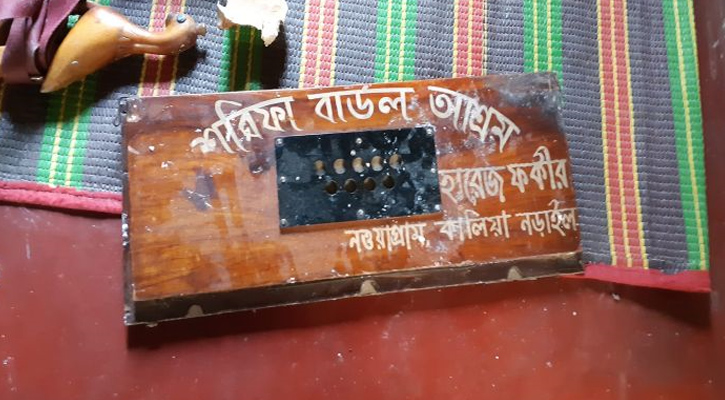 শরিফা বাউল আশ্রম
হারেজ ফকীর
নওয়াগ্রাম, কালিয়া নড়াইল